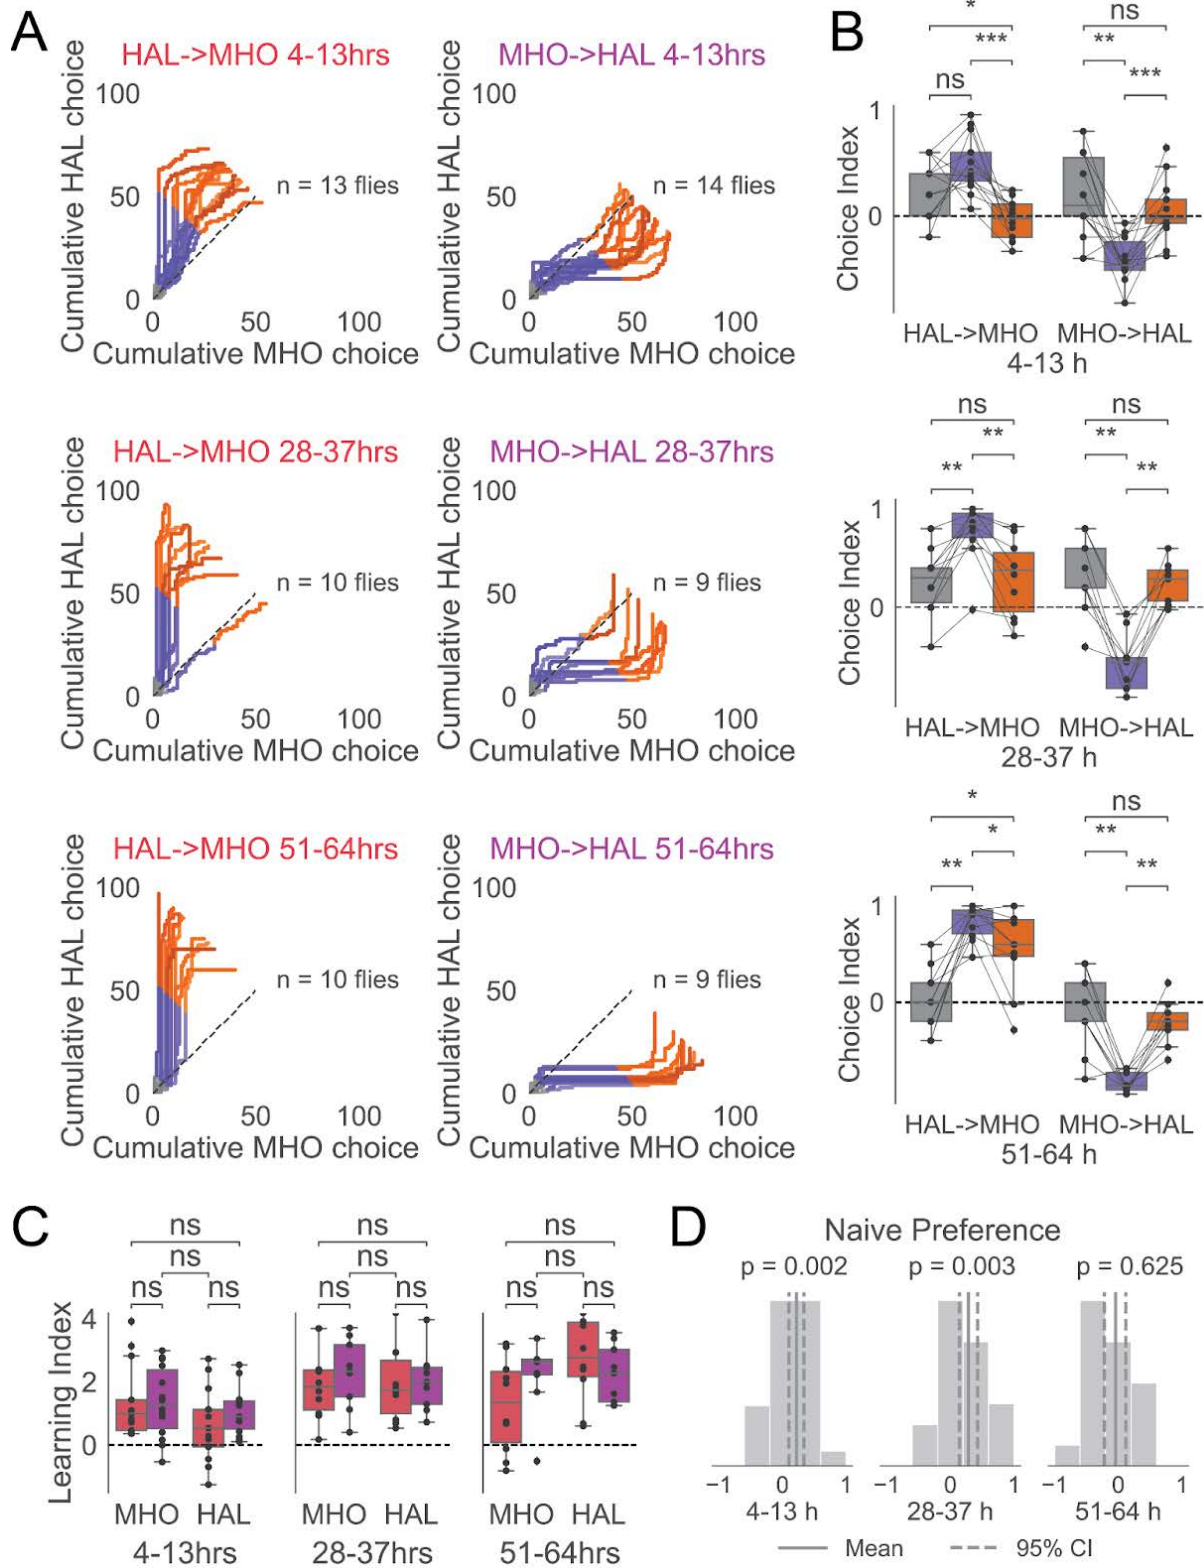 A
HAL->MHO 4-13hrs
MHO->HAL 4-13hrs
Cumulative HAL choice
100
50
0
n = 13 flies
0 50 100
Cumulative MHO choice
Cumulative HAL choice
100
50
0
n = 14 flies
0 50 100
Cumulative MHO choice
HAL->MHO 28-37hrs
MHO->HAL 28-37hrs
Cumulative HAL choice
100
50
0
n = 10 flies
0 50 100
Cumulative MHO choice
Cumulative HAL choice
100
50
0
n = 9 flies
0 50 100
Cumulative MHO choice
HAL->MHO 51-64hrs
MHO->HAL 51-64hrs
Cumulative HAL choice
100
50
0
n = 10 flies
0 50 100
Cumulative MHO choice
Cumulative HAL choice
100
50
0
n = 9 flies
0 50 100
Cumulative MHO choice
B
* ns
*** **
ns ***
Choice Index
1
0
HAL->MHO MHO->HAL
4-13 h
ns ns
** **
** **
Choice Index
1
0
HAL->MHO MHO->HAL
28-37 h
* ns
* **
** **
Choice Index
1
0
HAL->MHO MHO->HAL
51-64 h
C
ns ns ns
ns ns ns
ns ns ns ns ns ns
Learning Index
4
2
0
MHO HAL MHO HAL MHO HAL
4-13hrs 28-37hrs 51-64hrs
D
Naive Preference
p = 0.002 p = 0.003 p = 0.625
−1 0 1 −1 0 1 −1 0 1
4-13 h 28-37 h 51-64 h
Mean 95% CI